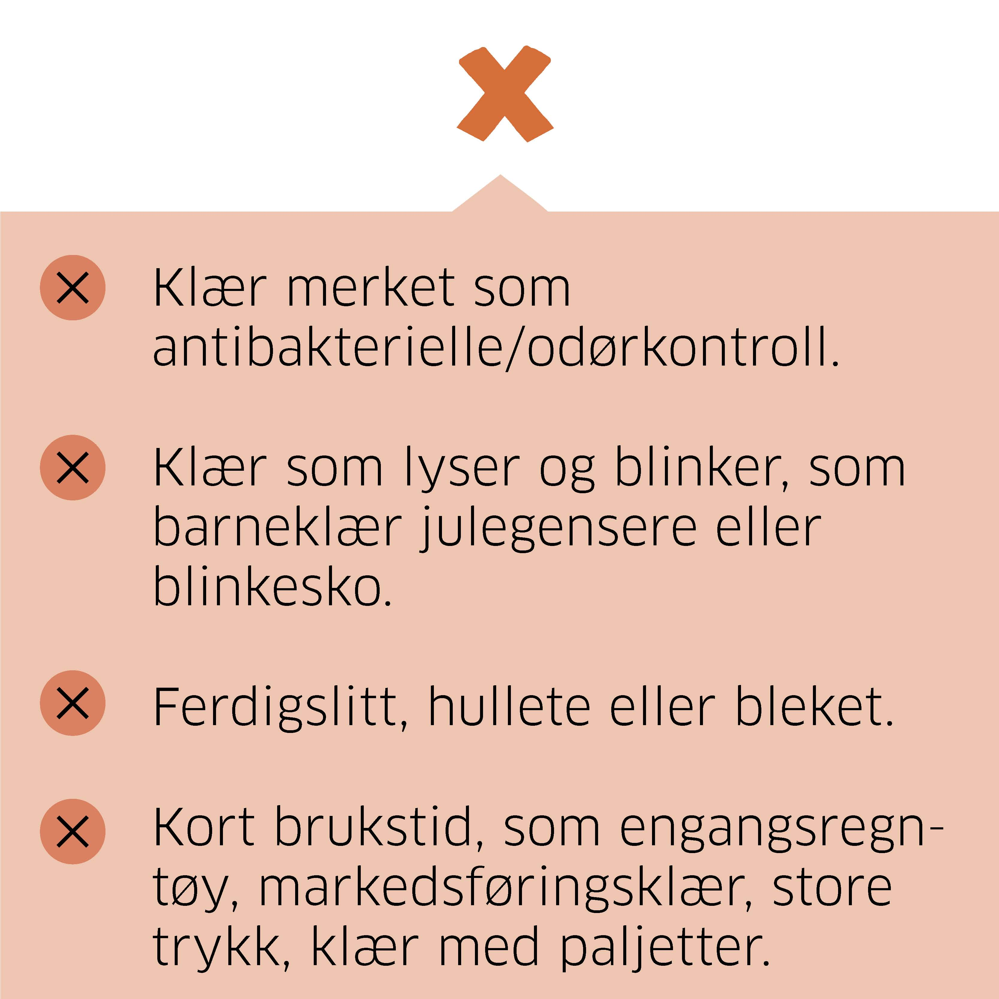 Klær merket som
antibakterielle/odørkontroll.
Klær som lyser og blinker, som
barneklær julegensere eller
blinkesko.
Ferdigslitt, hullete eller bleket.
Kort brukstid, som engangsregn-
tøy, markedsføringsklær, store
trykk, klær med paljetter.